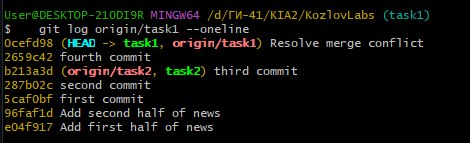 User@DESKTOP-21ODI9R MINGW64 /d/ГИ-41/KIA2/KozlovLabs (task1)
$    git log origin/task1 --oneline
0cefd98 (HEAD -> task1, origin/task1) Resolve merge conflict
2659c42 fourth commit
b213a3d (origin/task2, task2) third commit
287b02c second commit
5caf0bf first commit
96faf1d Add second half of news
e04f917 Add first half of news